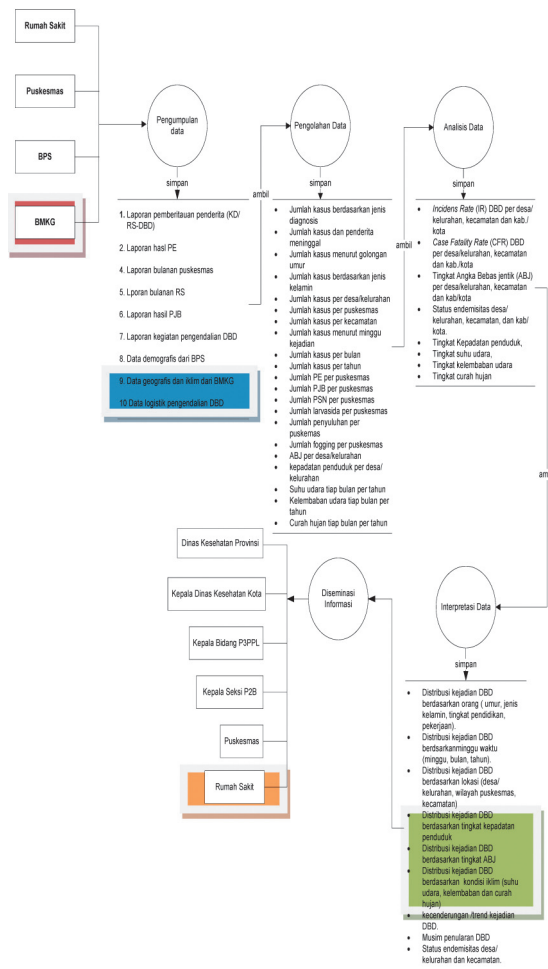 Rumah Sakit
Puskesmas
BPS
BMKG
Pengumpulan
data
simpan
1. Laporan pemberitauan penderita (KD/
RS-DBD)
2. Laporan hasl PE
4. Laporan bulanan puskesmas
5. Lporan bulanan RS
6. Laporan hasil PJB
7. Laporan kegiatan pengendalian DBD
8. Data demografis dari BPS
9. Data geografis dan iklim dari BMKG
10 Data logistik pengendalian DBD
ambil
Pengolahan Data
simpan
• Jumlah kasus berdasarkan jenis
diagnosis
• Jumlah kasus dan penderita
meninggal
• Jumlah kasus menurut golongan
umur
• Jumlah kasus berdasarkan jenis
kelamin
• Jumlah kasus per desa/kelurahan
• Jumlah kasus per puskesmas
• Jumlah kasus per kecamatan
• Jumlah kasus menurut minggu
kejadian
• Jumlah kasus per bulan
• Jumlah kasus per tahun
• Jumlah PE per puskesmas
• Jumlah PJB per puskesmas
• Jumlah PSN per puskesmas
• Jumlah larvasida per puskesmas
• Jumlah penyuluhan per
puskemas
• Jumlah fogging per puskesmas
• ABJ per desa/kelurahan
• kepadatan penduduk per desa/
kelurahan
• Suhu udara tiap bulan per tahun
• Kelembaban udara tiap bulan per
tahun
• Curah hujan tiap bulan per tahun
ambil
Analisis Data
simpan
• Incidens Rate (IR) DBD per desa/
kelurahan, kecamatan dan kab./
kota
• Case Fatality Rate (CFR) DBD
per desa/kelurahan, kecamatan
dan kab./kota
• Tingkat Angka Bebas jentik (ABJ)
per desa/kelurahan, kecamatan
dan kab/kota
• Status endemisitas desa/
kelurahan, kecamatan, dan kab/
kota.
• Tingkat Kepadatan penduduk,
• Tingkat suhu udara,
• Tingkat kelembaban udara
• Tingkat curah hujan
am
Interpretasi Data
simpan
• Distribusi kejadian DBD
berdasarkan orang ( umur, jenis
kelamin, tingkat pendidikan,
pekerjaan).
• Distribusi kejadian DBD
berdsarkanminggu waktu
(minggu, bulan, tahun).
• Distribusi kejadian DBD
berdasarkan lokasi (desa/
kelurahan, wilayah puskesmas,
kecamatan)
• Distribusi kejadian DBD
berdasarkan tingkat kepadatan
penduduk
• Distribusi kejadian DBD
berdasarkan tingkat ABJ
• Distribusi kejadian DBD
berdasarkan kondisi iklim (suhu
udara, kelembaban dan curah
hujan)
• kecenderungan /trend kejadian
DBD.
• Musim penularan DBD
• Status endemisitas desa/
kelurahan dan kecamatan.
Diseminasi
Informasi
Dinas Kesehatan Provinsi
Kepala Dinas Kesehatan Kota
Kepala Bidang P3PPL
Kepala Seksi P2B
Puskesmas
Rumah Sakit